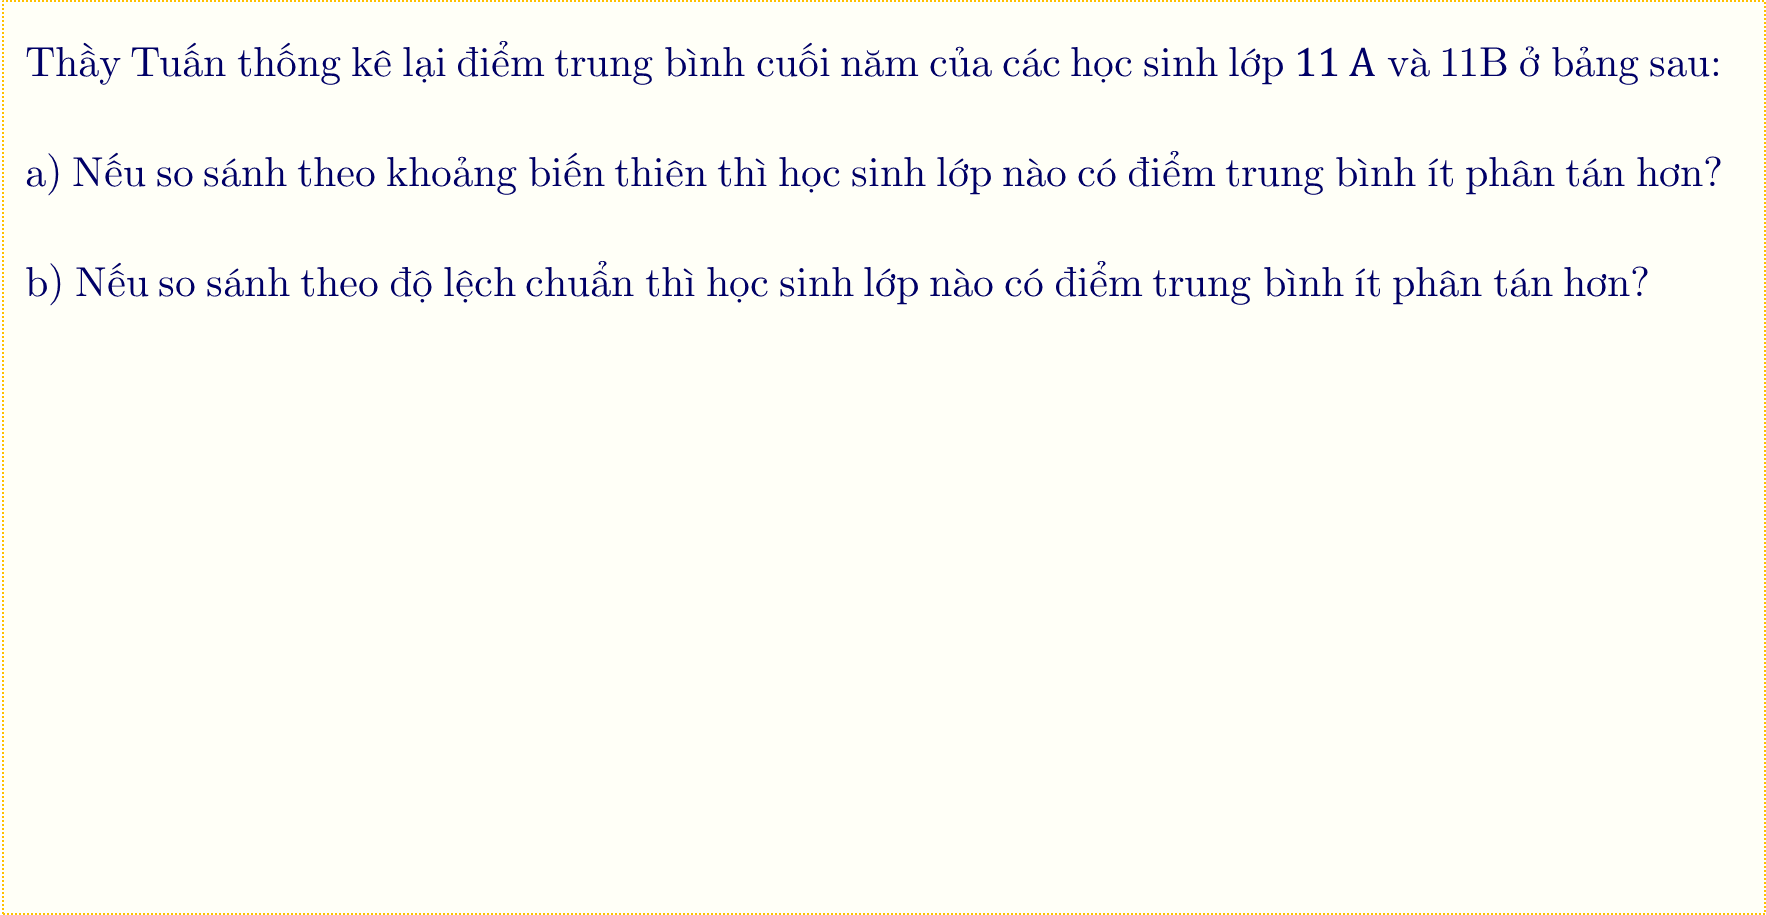 Thầy Tuấn thống kê lại điểm trung bình cuối năm của các học sinh lớp 11 A và 11B ở bảng sau:
a) Nếu so sánh theo khoảng biến thiên thì học sinh lớp nào có điểm trung bình ít phân tán hơn?
b) Nếu so sánh theo độ lệch chuẩn thì học sinh lớp nào có điểm trung bình ít phân tán hơn?